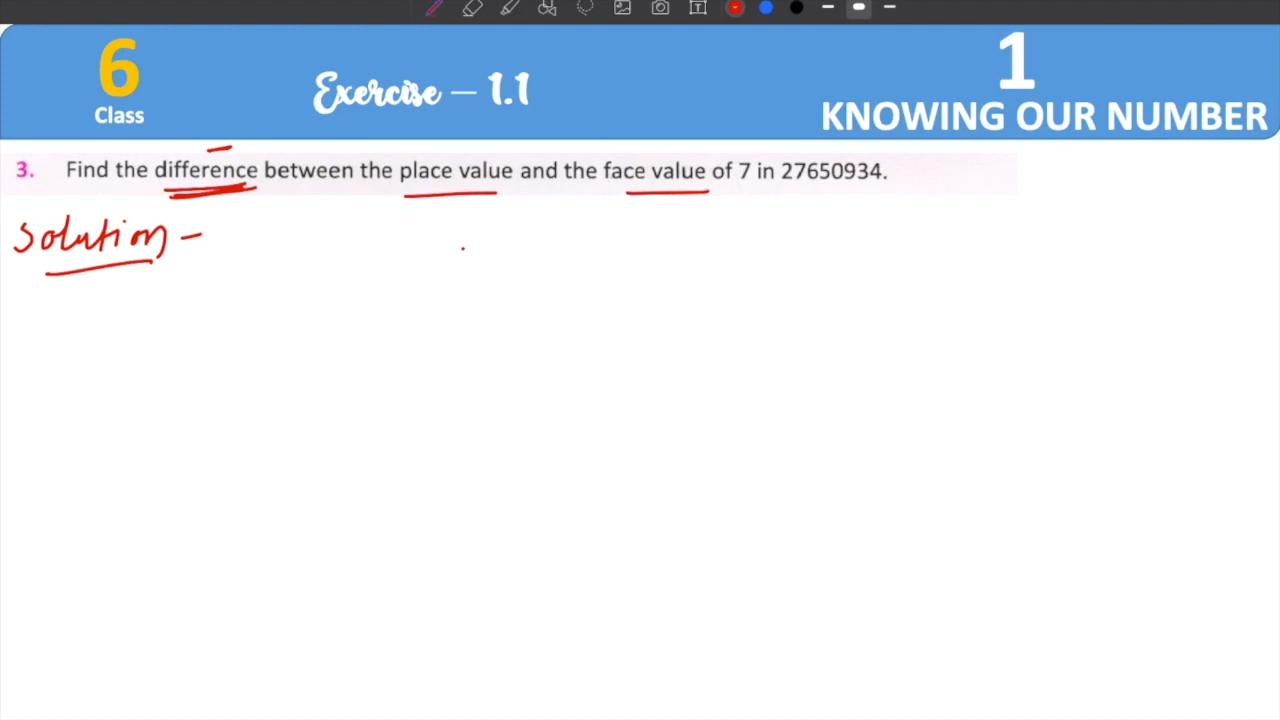 6
Class
Exercise – 1.1
1
KNOWING OUR NUMBER
3. Find the difference between the place value and the face value of 7 in 27650934.
Solution –